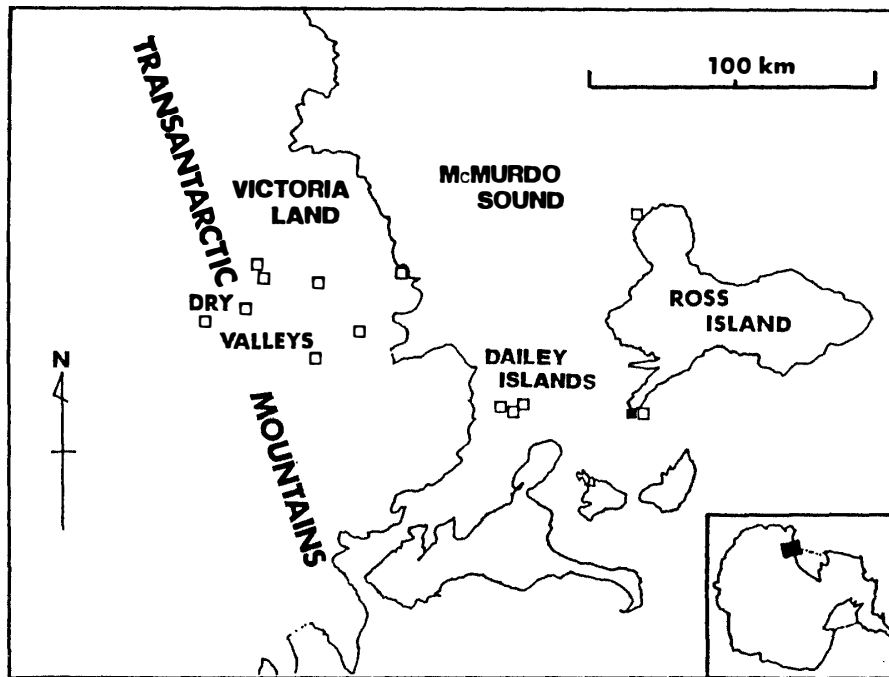 TRANSANTARCTIC
MOUNTAINS
100 km
VICTORIA
LAND
McMURDO
SOUND
DRY
VALLEYS
ROSS
ISLAND
DAILEY
ISLANDS
N